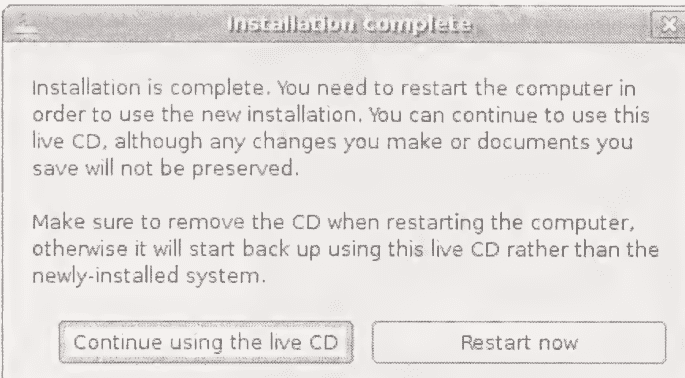 Installation complete
Installation is complete. You need to restart the computer in
order to use the new installation. You can continue to use this
live CD, although any changes you make or documents you
save will not be preserved.
Make sure to remove the CD when restarting the computer,
otherwise it will start back up using this live CD rather than the
newly-installed system.
Continue using the live CD
Restart now